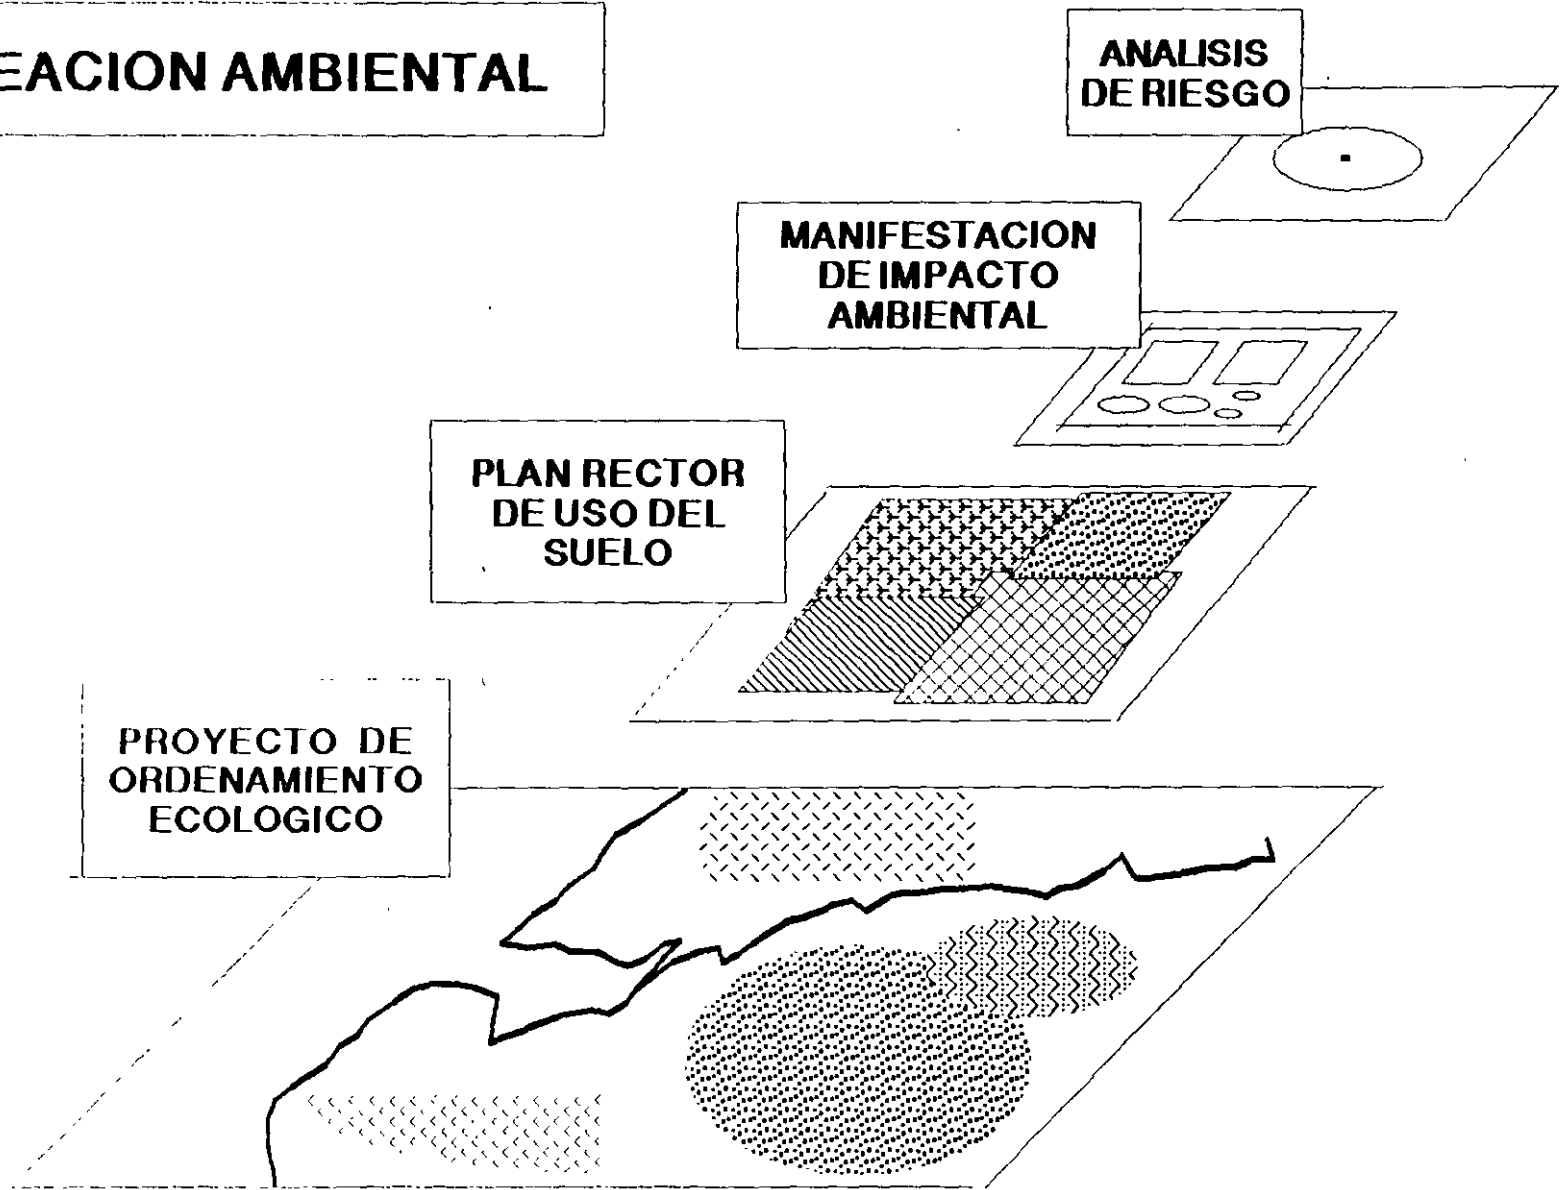 EACION AMBIENTAL
ANALISIS
DE RIESGO
MANIFESTACION
DE IMPACTO
AMBIENTAL
PLAN RECTOR
DE USO DEL
SUELO
PROYECTO DE
ORDENAMIENTO
ECOLOGICO